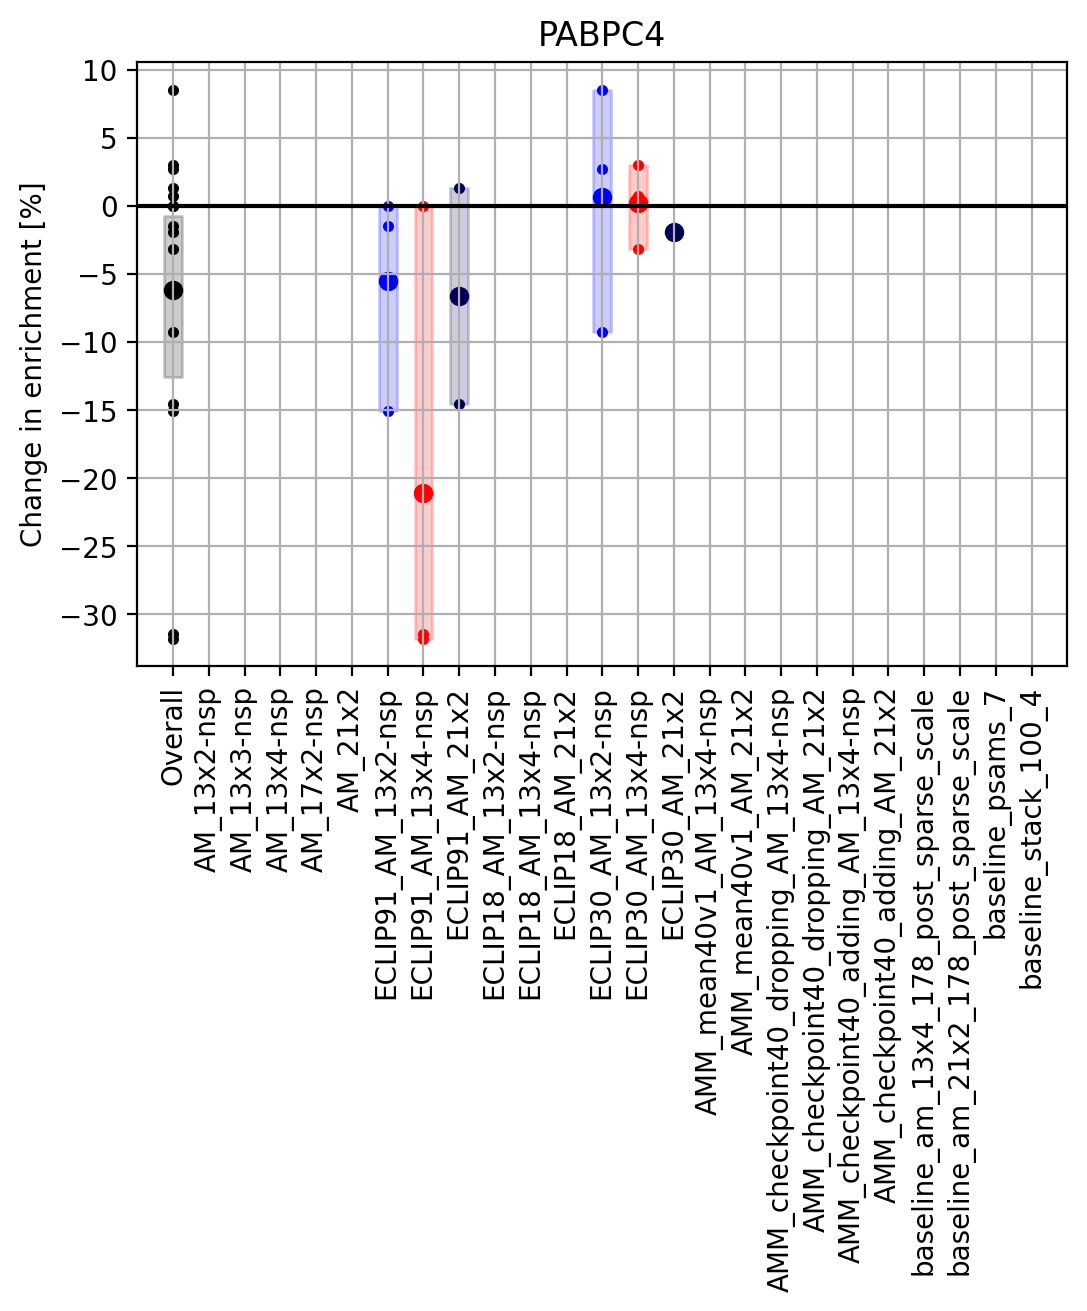 PABPC4
Change in enrichment [%]
10
5
0
−5
−10
−15
−20
−25
−30
Overall
AM_13x2-nsp
AM_13x3-nsp
AM_13x4-nsp
AM_17x2-nsp
AM_21x2
ECLIP91_AM_13x2-nsp
ECLIP91_AM_13x4-nsp
ECLIP91_AM_21x2
ECLIP18_AM_13x2-nsp
ECLIP18_AM_13x4-nsp
ECLIP18_AM_21x2
ECLIP30_AM_13x2-nsp
ECLIP30_AM_13x4-nsp
ECLIP30_AM_21x2
AMM_mean40v1_AM_13x4-nsp
AMM_mean40v1_AM_21x2
AMM_checkpoint40_dropping_AM_13x4-nsp
AMM_checkpoint40_dropping_AM_21x2
AMM_checkpoint40_adding_AM_13x4-nsp
AMM_checkpoint40_adding_AM_21x2
baseline_am_13x4_178_post_sparse_scale
baseline_am_21x2_178_post_sparse_scale
baseline_psams_7
baseline_stack_100_4